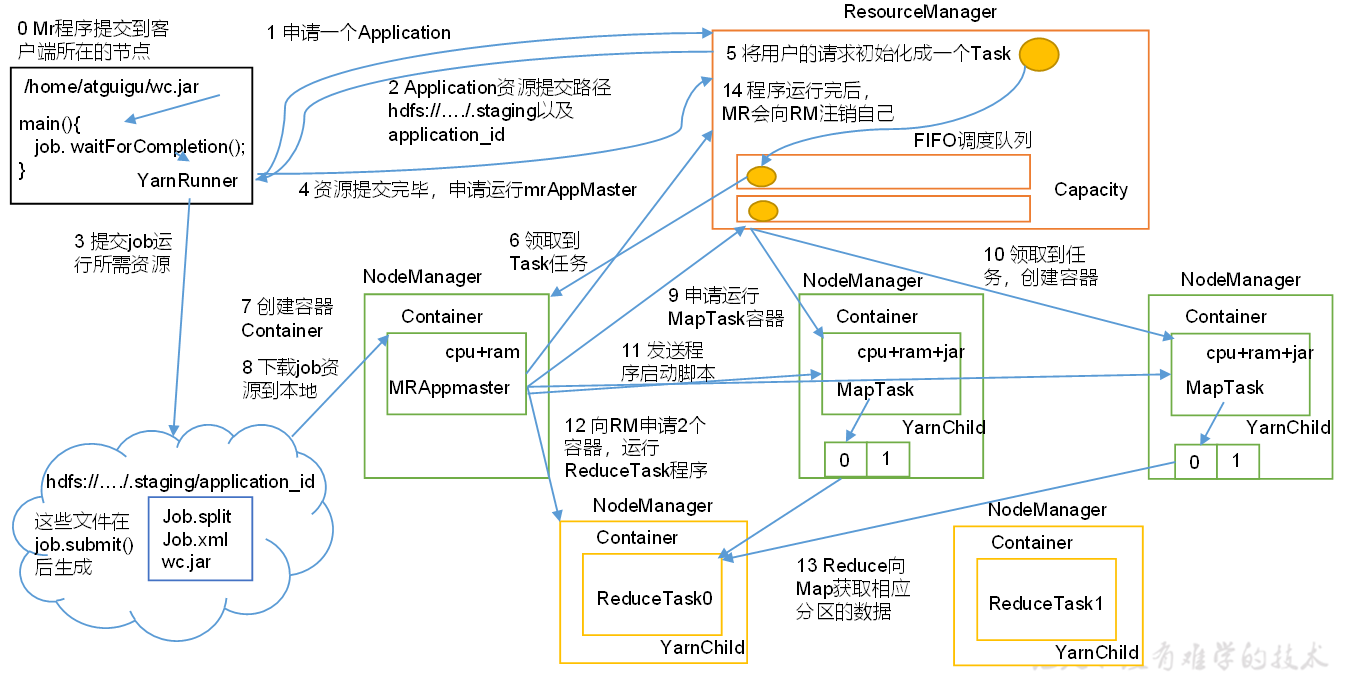 0 Mr程序提交到客
户端所在的节点
/home/atguigu/wc.jar
main(){
job. waitForCompletion();
}
YarnRunner
1 申请一个Application
2 Application资源提交路径
hdfs://…./.staging以及
application_id
4 资源提交完毕，申请运行mrAppMaster
ResourceManager
5 将用户的请求初始化成一个Task
14 程序运行完后，
MR会向RM注销自己
FIFO调度队列
Capacity
3 提交job运
行所需资源
6 领取到
Task任务
7 创建容器
Container
8 下载job资
源到本地
NodeManager
Container
cpu+ram
MRAppmaster
9 申请运行
MapTask容器
10 领取到任
务，创建容器
11 发送程
序启动脚本
NodeManager
Container
cpu+ram+jar
MapTask
YarnChild
0
1
NodeManager
Container
cpu+ram+jar
MapTask
YarnChild
0
1
12 向RM申请2个
容器，运行
ReduceTask程序
hdfs://…./.staging/application_id
这些文件在
job.submit()
后生成
Job.split
Job.xml
wc.jar
NodeManager
Container
ReduceTask0
YarnChild
13 Reduce向
Map获取相应
分区的数据
NodeManager
Container
ReduceTask1
YarnChild
有难学的技术